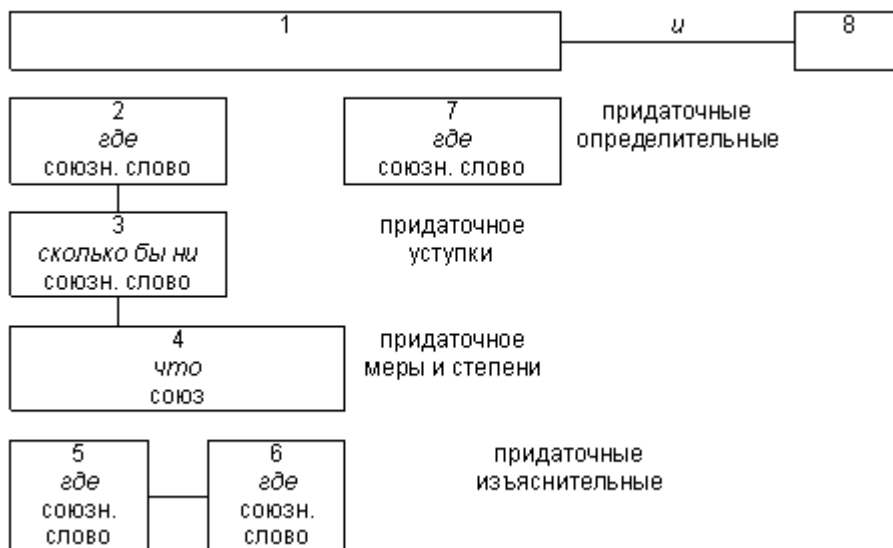 1
и
8
2
где
союзн. слово
7
где
союзн. слово
придаточные
определительные
3
сколько бы ни
союзн. слово
придаточное
уступки
4
что
союз
придаточное
меры и степени
5
где
союзн.
слово
6
где
союзн.
слово
придаточные
изъяснительные